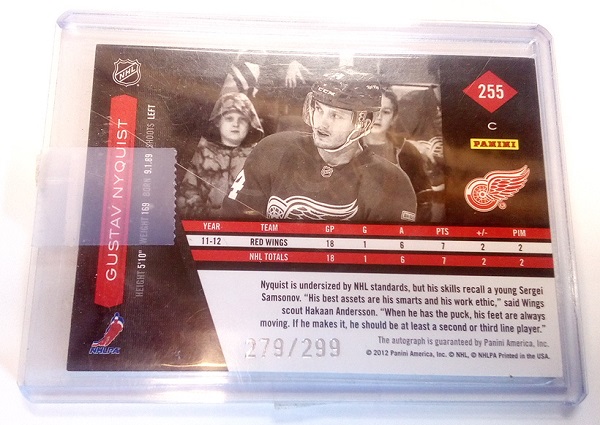 NHL
255
C
PANINI
GUSTAV NYQUIST
HEIGHT 5'10" WEIGHT 169 BORN 9.1.89 SHOOTS LEFT
CCM
YEAR TEAM GP G A PTS +/- PIM
11-12 RED WINGS 18 1 6 7 2 2
NHL TOTALS 18 1 6 7 2 2
Nyquist is undersized by NHL standards, but his skills recall a young Sergei
Samsonov. "His best assets are his smarts and his work ethic," said Wings
scout Hakaan Andersson. "When he has the puck, his feet are always
moving. If he makes it, he should be at least a second or third line player."
The autograph is guaranteed by Panini America, Inc.
© 2012 Panini America, Inc. © NHL, © NHLPA Printed in the USA.
NHLPA
279/299